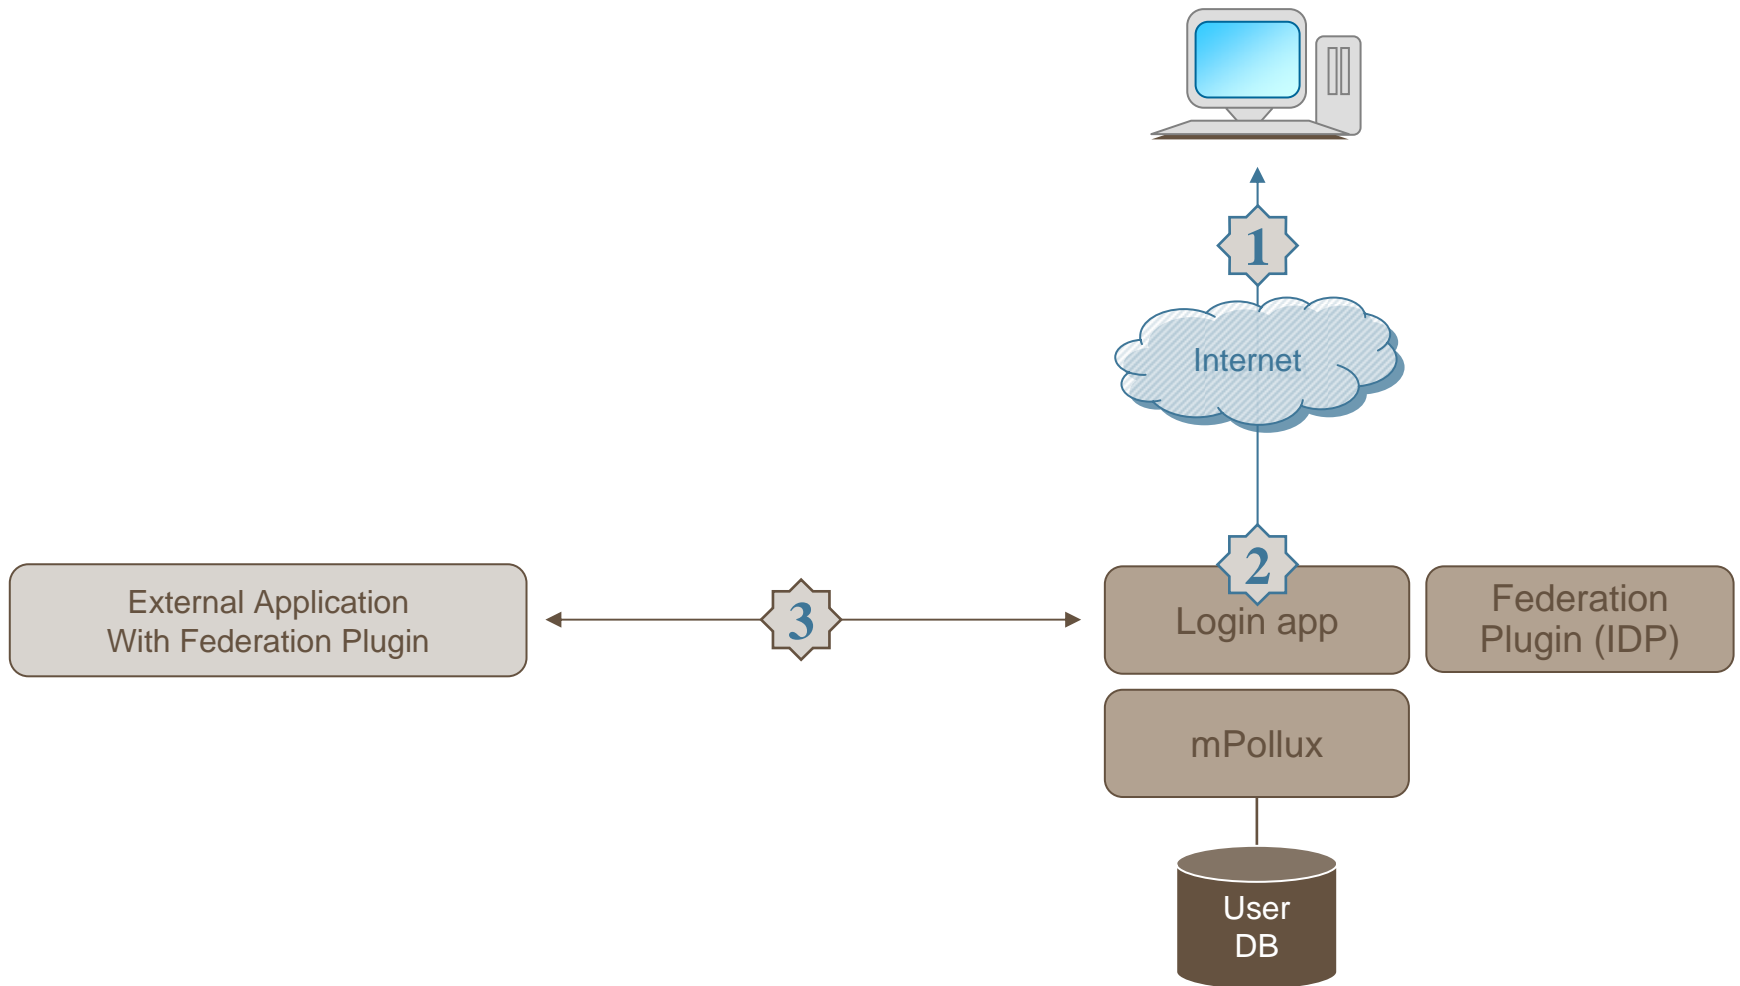 1
Internet
2
External Application
With Federation Plugin
3
Login app
Federation
Plugin (IDP)
mPollux
User
DB